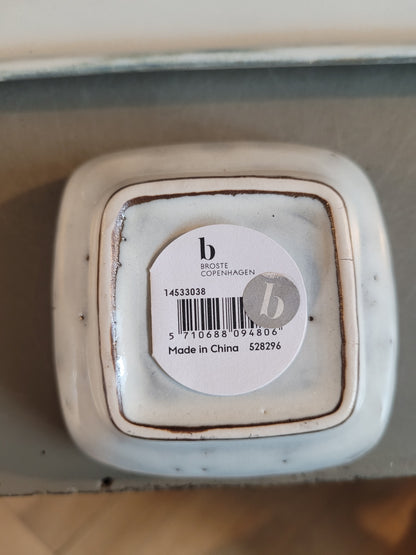 b
BROSTE
COPENHAGEN
b
14533038
5 710688 094806
Made in China 528296